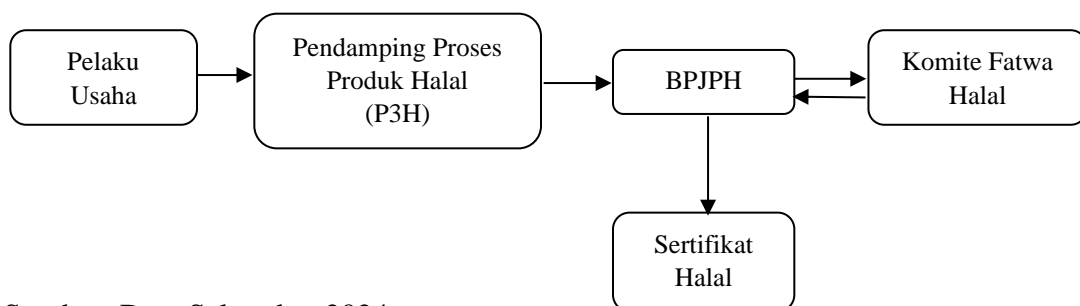 Pelaku
Usaha
Pendamping Proses
Produk Halal
(P3H)
BPJPH
Komite Fatwa
Halal
Sertifikat
Halal